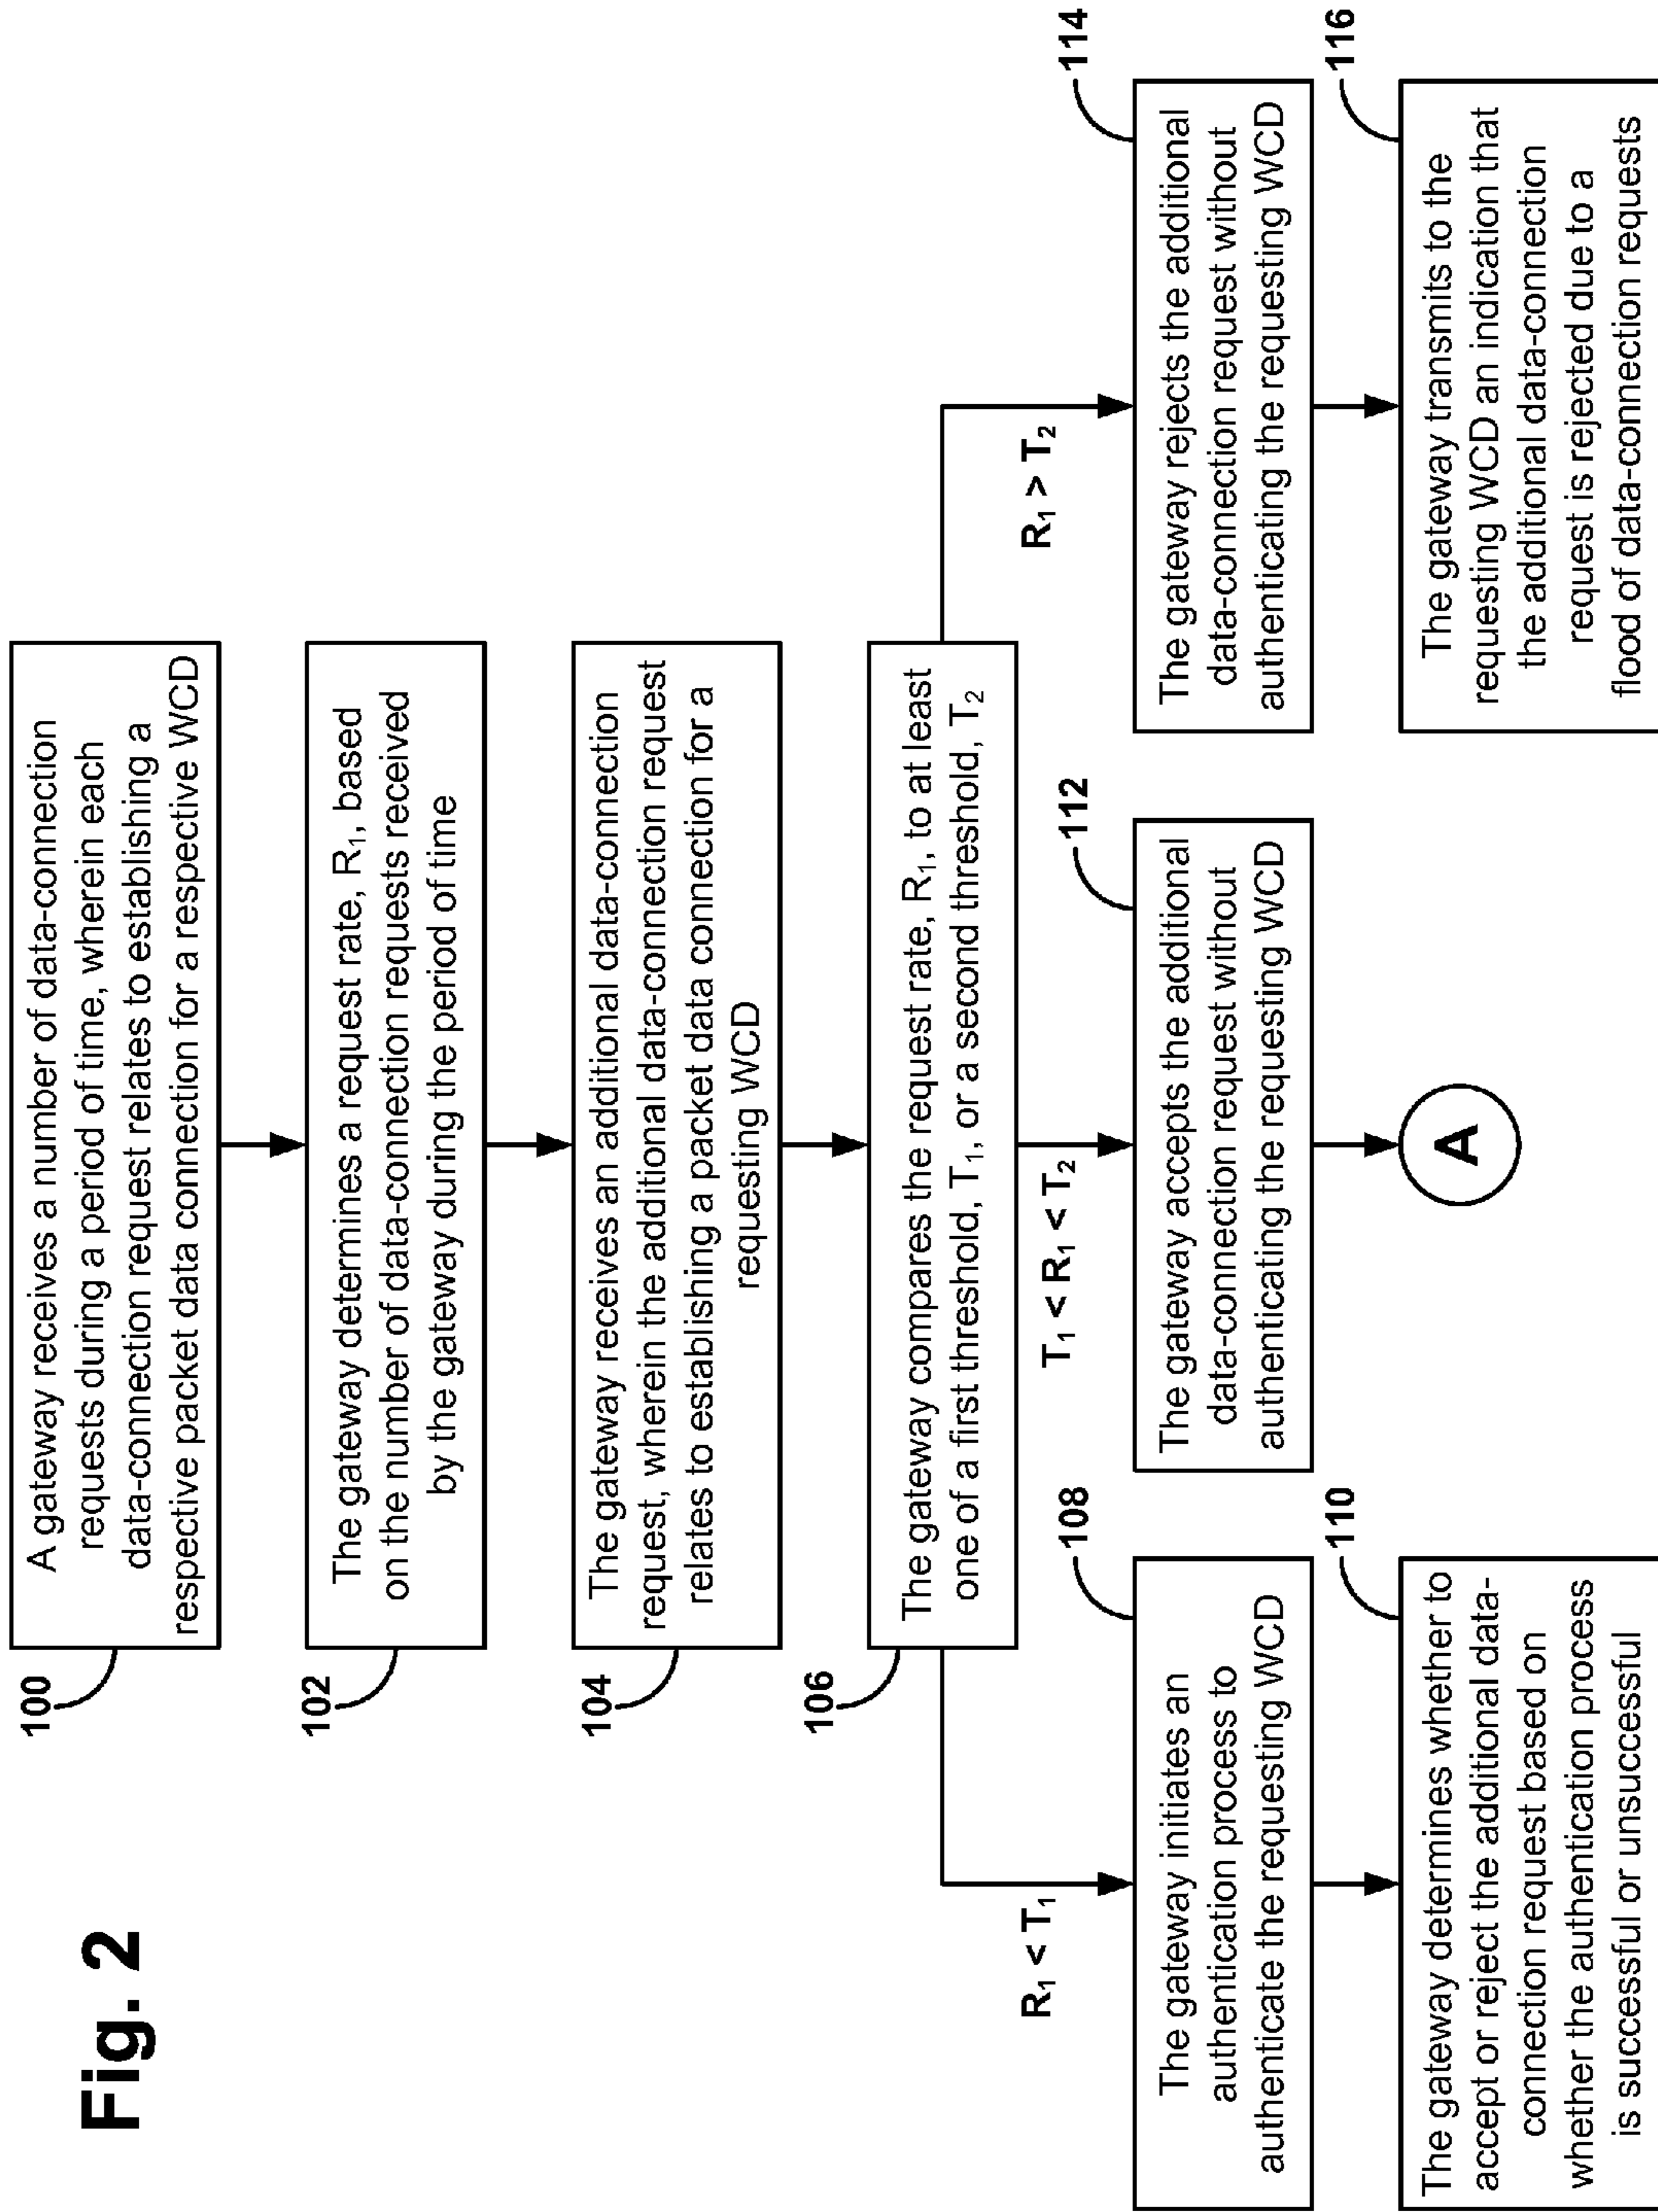 Fig. 2
100
A gateway receives a number of data-connection
requests during a period of time, wherein each
data-connection request relates to establishing a
respective packet data connection for a respective WCD
102
The gateway determines a request rate, R₁, based
on the number of data-connection requests received
by the gateway during the period of time
104
The gateway receives an additional data-connection
request, wherein the additional data-connection request
relates to establishing a packet data connection for a
requesting WCD
106
The gateway compares the request rate, R₁, to at least
one of a first threshold, T₁, or a second threshold, T₂
R₁ < T₁
108
The gateway initiates an
authentication process to
authenticate the requesting WCD
110
The gateway determines whether to
accept or reject the additional data-
connection request based on
whether the authentication process
is successful or unsuccessful
T₁ < R₁ < T₂
112
The gateway accepts the additional
data-connection request without
authenticating the requesting WCD
A
R₁ > T₂
114
The gateway rejects the additional
data-connection request without
authenticating the requesting WCD
116
The gateway transmits to the
requesting WCD an indication that
the additional data-connection
request is rejected due to a
flood of data-connection requests